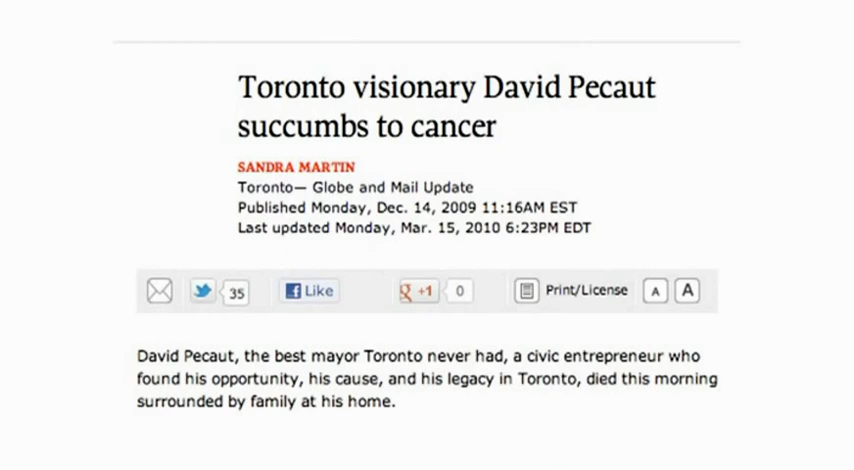 Toronto visionary David Pecaut
succumbs to cancer
SANDRA MARTIN
Toronto— Globe and Mail Update
Published Monday, Dec. 14, 2009 11:16AM EST
Last updated Monday, Mar. 15, 2010 6:23PM EDT
35 f Like g +1 0 Print/License A A
David Pecaut, the best mayor Toronto never had, a civic entrepreneur who
found his opportunity, his cause, and his legacy in Toronto, died this morning
surrounded by family at his home.